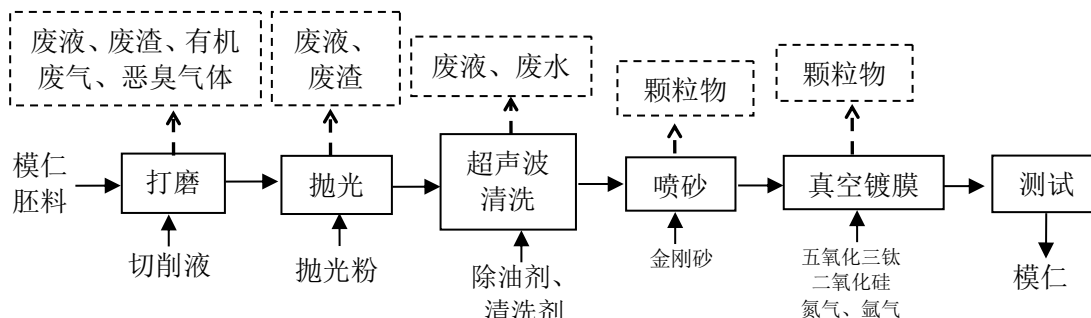 废液、废渣、有机
废气、恶臭气体
废液、
废渣
废液、废水
颗粒物
颗粒物
模仁
胚料
打磨
抛光
超声波
清洗
喷砂
真空镀膜
测试
切削液
抛光粉
除油剂、
清洗剂
金刚砂
五氧化三钛
二氧化硅
氮气、氩气
模仁